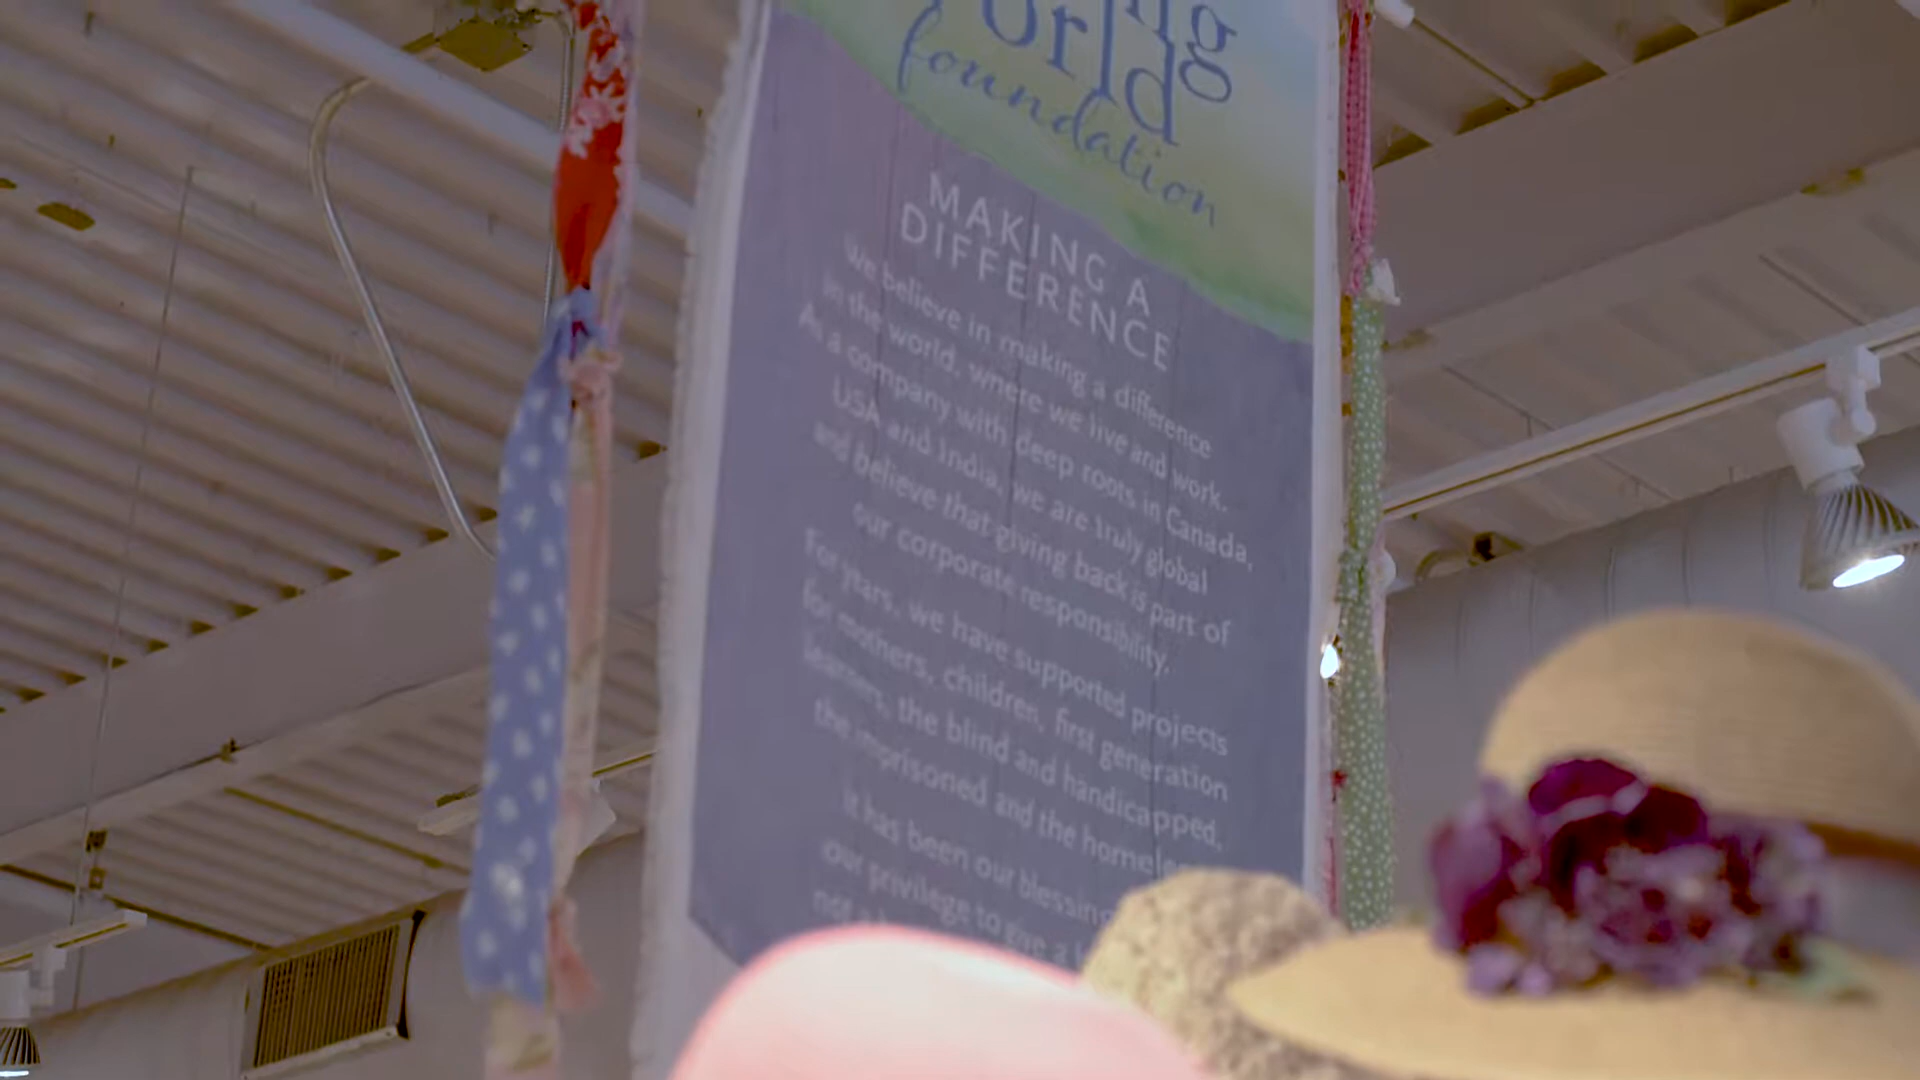 foundation
MAKING A
DIFFERENCE
we believe in making a difference
in the world, where we live and work.
As a company with deep roots in Canada,
USA and India, we are truly global
and believe that giving back is part of
our corporate responsibility.
For years, we have supported projects
for mothers, children, first generation
learners, the blind and handicapped,
the imprisoned and the
it has been our blessing
our privilege to give a